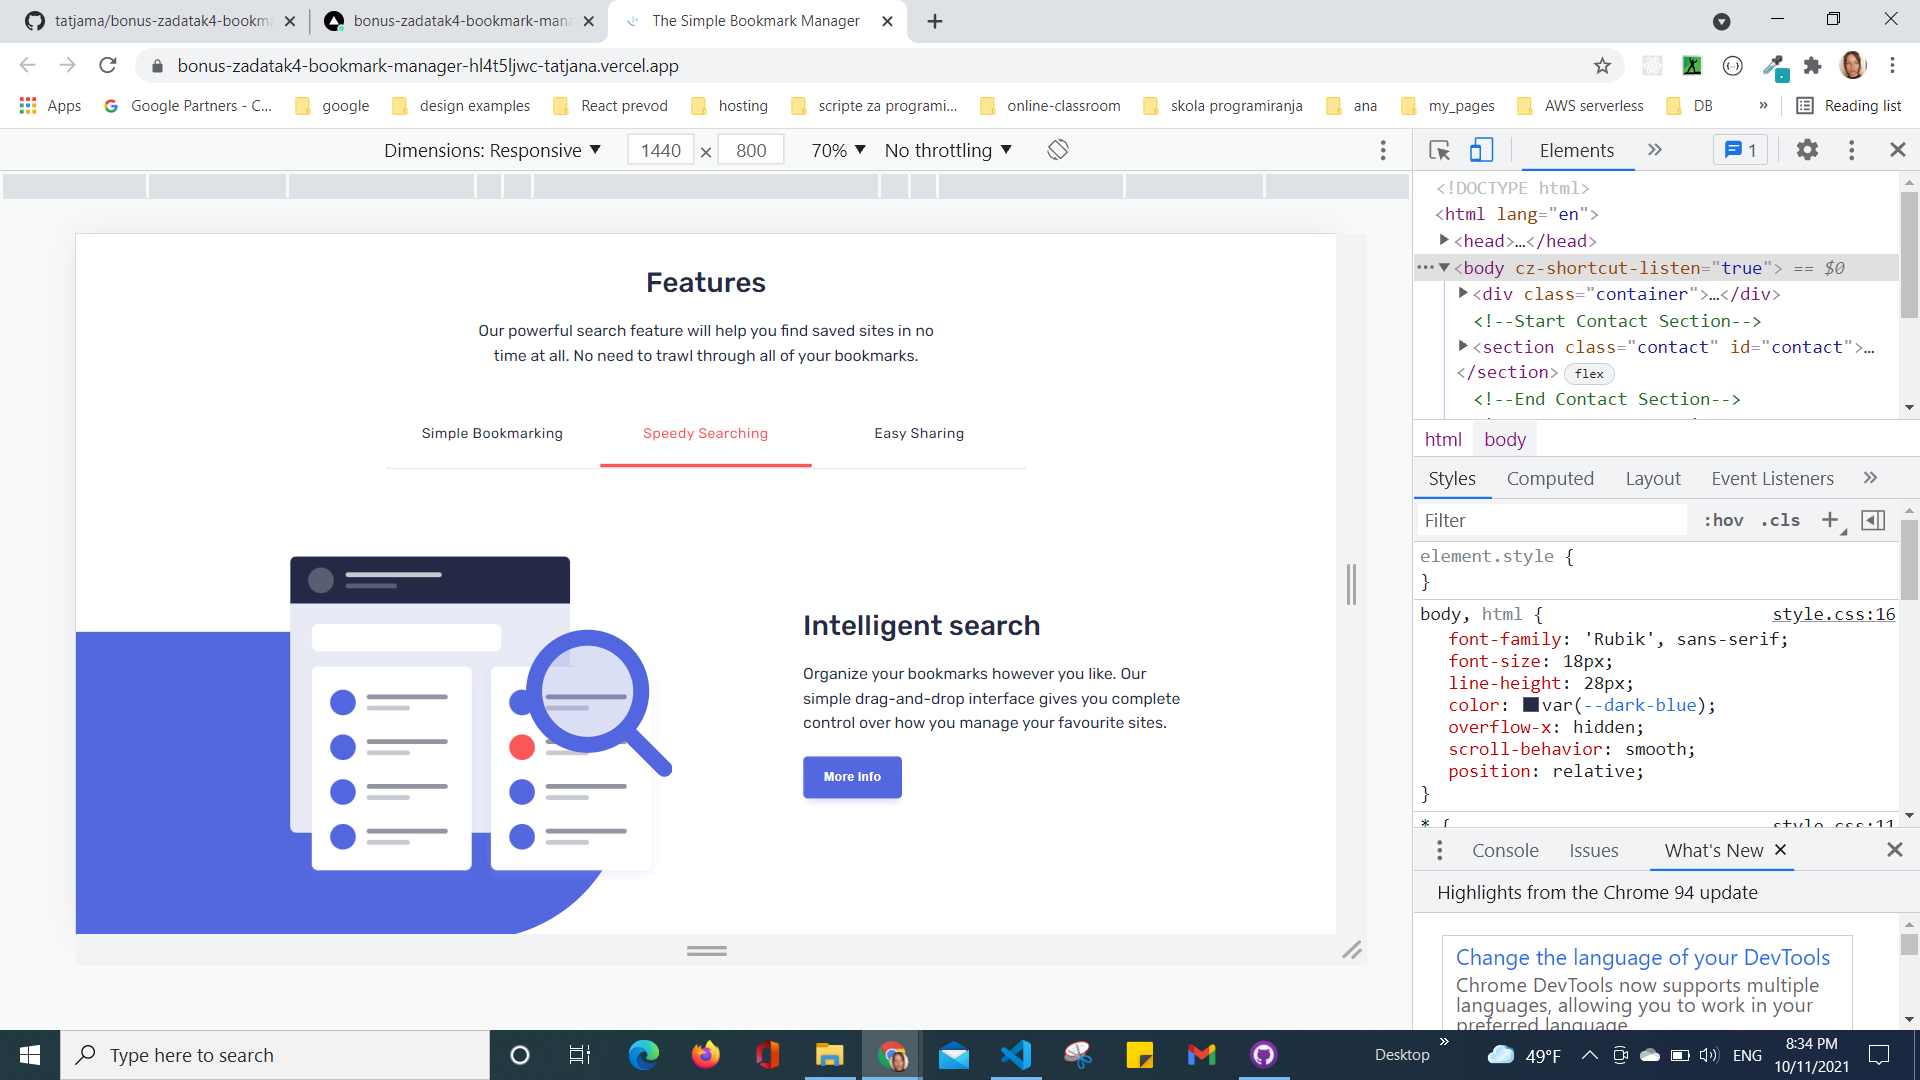 tatjama/bonus-zadatak4-bookma
bonus-zadatak4-bookmark-mana
The Simple Bookmark Manager
bonus-zadatak4-bookmark-manager-hl4t5ljwc-tatjana.vercel.app
Apps
Google Partners - C...
google
design examples
React prevod
hosting
scripte za programi...
online-classroom
skola programiranja
ana
my_pages
AWS serverless
DB
»
Reading list
Dimensions: Responsive
1440 × 800
70%
No throttling
Elements
»
1
<!DOCTYPE html>
<html lang="en">
<head>…</head>
<body cz-shortcut-listen="true"> == $0
<div class="container">…</div>
<!--Start Contact Section-->
<section class="contact" id="contact">…
</section> flex
<!--End Contact Section-->
html body
Styles Computed Layout Event Listeners »
Filter :hov .cls +
element.style {
}
body, html { style.css:16
font-family: 'Rubik', sans-serif;
font-size: 18px;
line-height: 28px;
color: var(--dark-blue);
overflow-x: hidden;
scroll-behavior: smooth;
position: relative;
}
* { style.css:11
Console Issues What's New
Highlights from the Chrome 94 update
Change the language of your DevTools
Chrome DevTools now supports multiple
languages, allowing you to work in your
preferred language
Features
Our powerful search feature will help you find saved sites in no
time at all. No need to trawl through all of your bookmarks.
Simple Bookmarking
Speedy Searching
Easy Sharing
Intelligent search
Organize your bookmarks however you like. Our
simple drag-and-drop interface gives you complete
control over how you manage your favourite sites.
More Info
Type here to search
Desktop
»
49°F
ENG
8:34 PM
10/11/2021